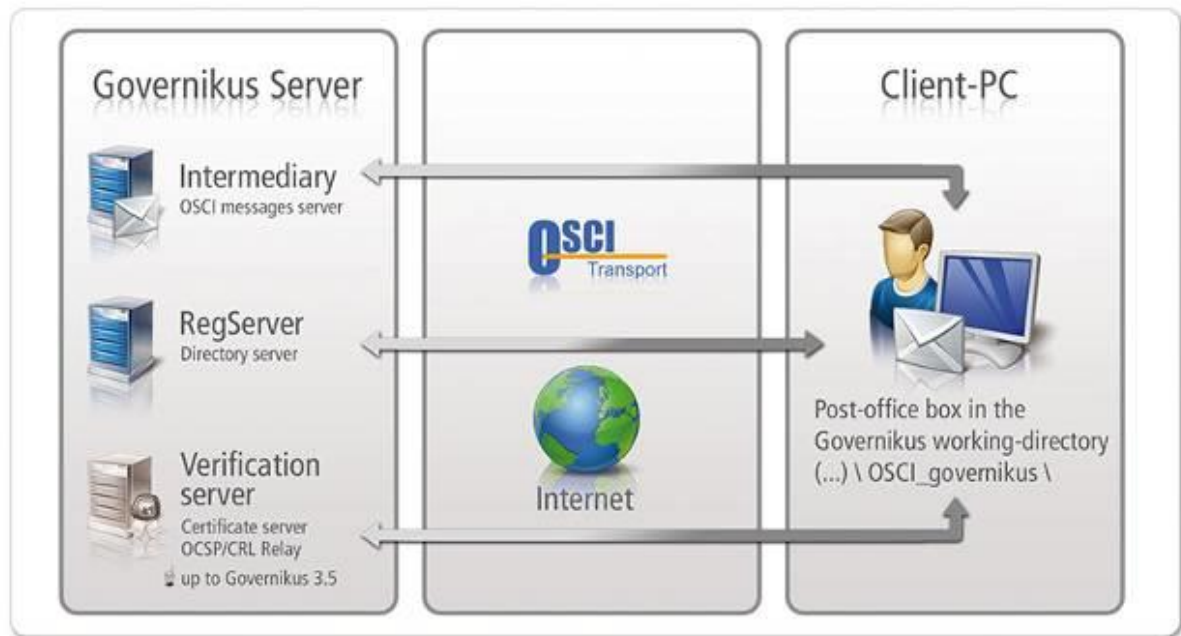 Governikus Server
Intermediary
OSCI messages server
RegServer
Directory server
Verification
server
Certificate server
OCSP/CRL Relay
up to Governikus 3.5
OSCI
Transport
Internet
Client-PC
Post-office box in the
Governikus working-directory
(...) \ OSCI_governikus \